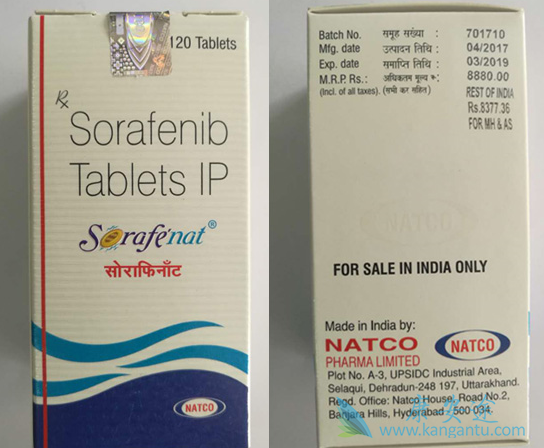 120 Tablets
Rx
Sorafenib
Tablets IP
Sorafenat®
सोराफिनॉट
NATCO
Batch No. समूह संख्या : 701710
Mfg. date उत्पादन तिथि : 04/2017
Exp. date समाप्ति तिथि : 03/2019
M.R.P. Rs.: अधिकतम मूल्य रु: 8880.00
(Incl. of all taxes). (सभी कर सहित) REST OF INDIA
Rs.8377.36
FOR MH & AS
FOR SALE IN INDIA ONLY
Made in India by:
NATCO
PHARMA LIMITED
NATCO
Plot No. A-3, UPSIDC Industrial Area,
Selaqui, Dehradun-248 197, Uttarakhand.
Regd. Office: Natco House, Road No.2,
Banjara Hills, Hyderabad - 500 034.
康安途
www.kangantu.com